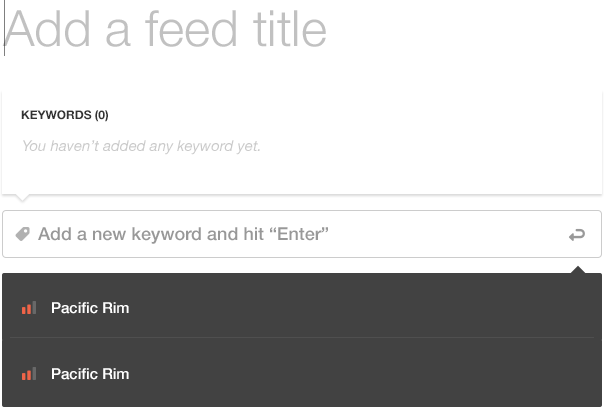 Add a feed title
KEYWORDS (0)
You haven't added any keyword yet.
Add a new keyword and hit “Enter”
Pacific Rim
Pacific Rim